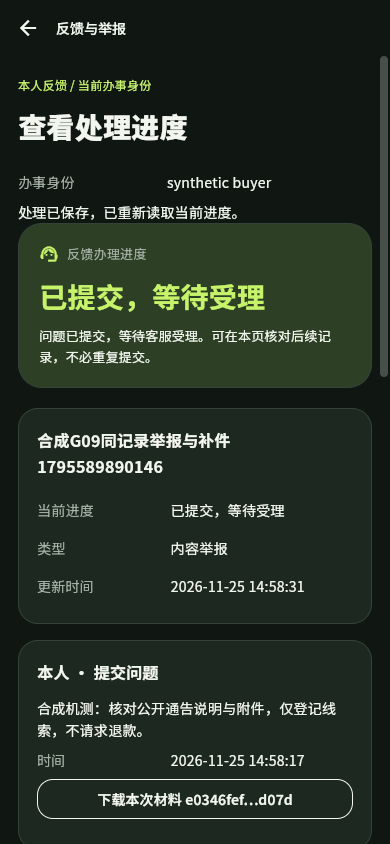 反馈与举报
本人反馈 / 当前办事身份
查看处理进度
办事身份 synthetic buyer
处理已保存，已重新读取当前进度。
反馈办理进度
已提交，等待受理
问题已提交，等待客服受理。可在本页核对后续记
录，不必重复提交。
合成G09同记录举报与补件
1795589890146
当前进度 已提交，等待受理
类型 内容举报
更新时间 2026-11-25 14:58:31
本人 · 提交问题
合成机测：核对公开通告说明与附件，仅登记线
索，不请求退款。
时间 2026-11-25 14:58:17
下载本次材料 e0346fef…d07d